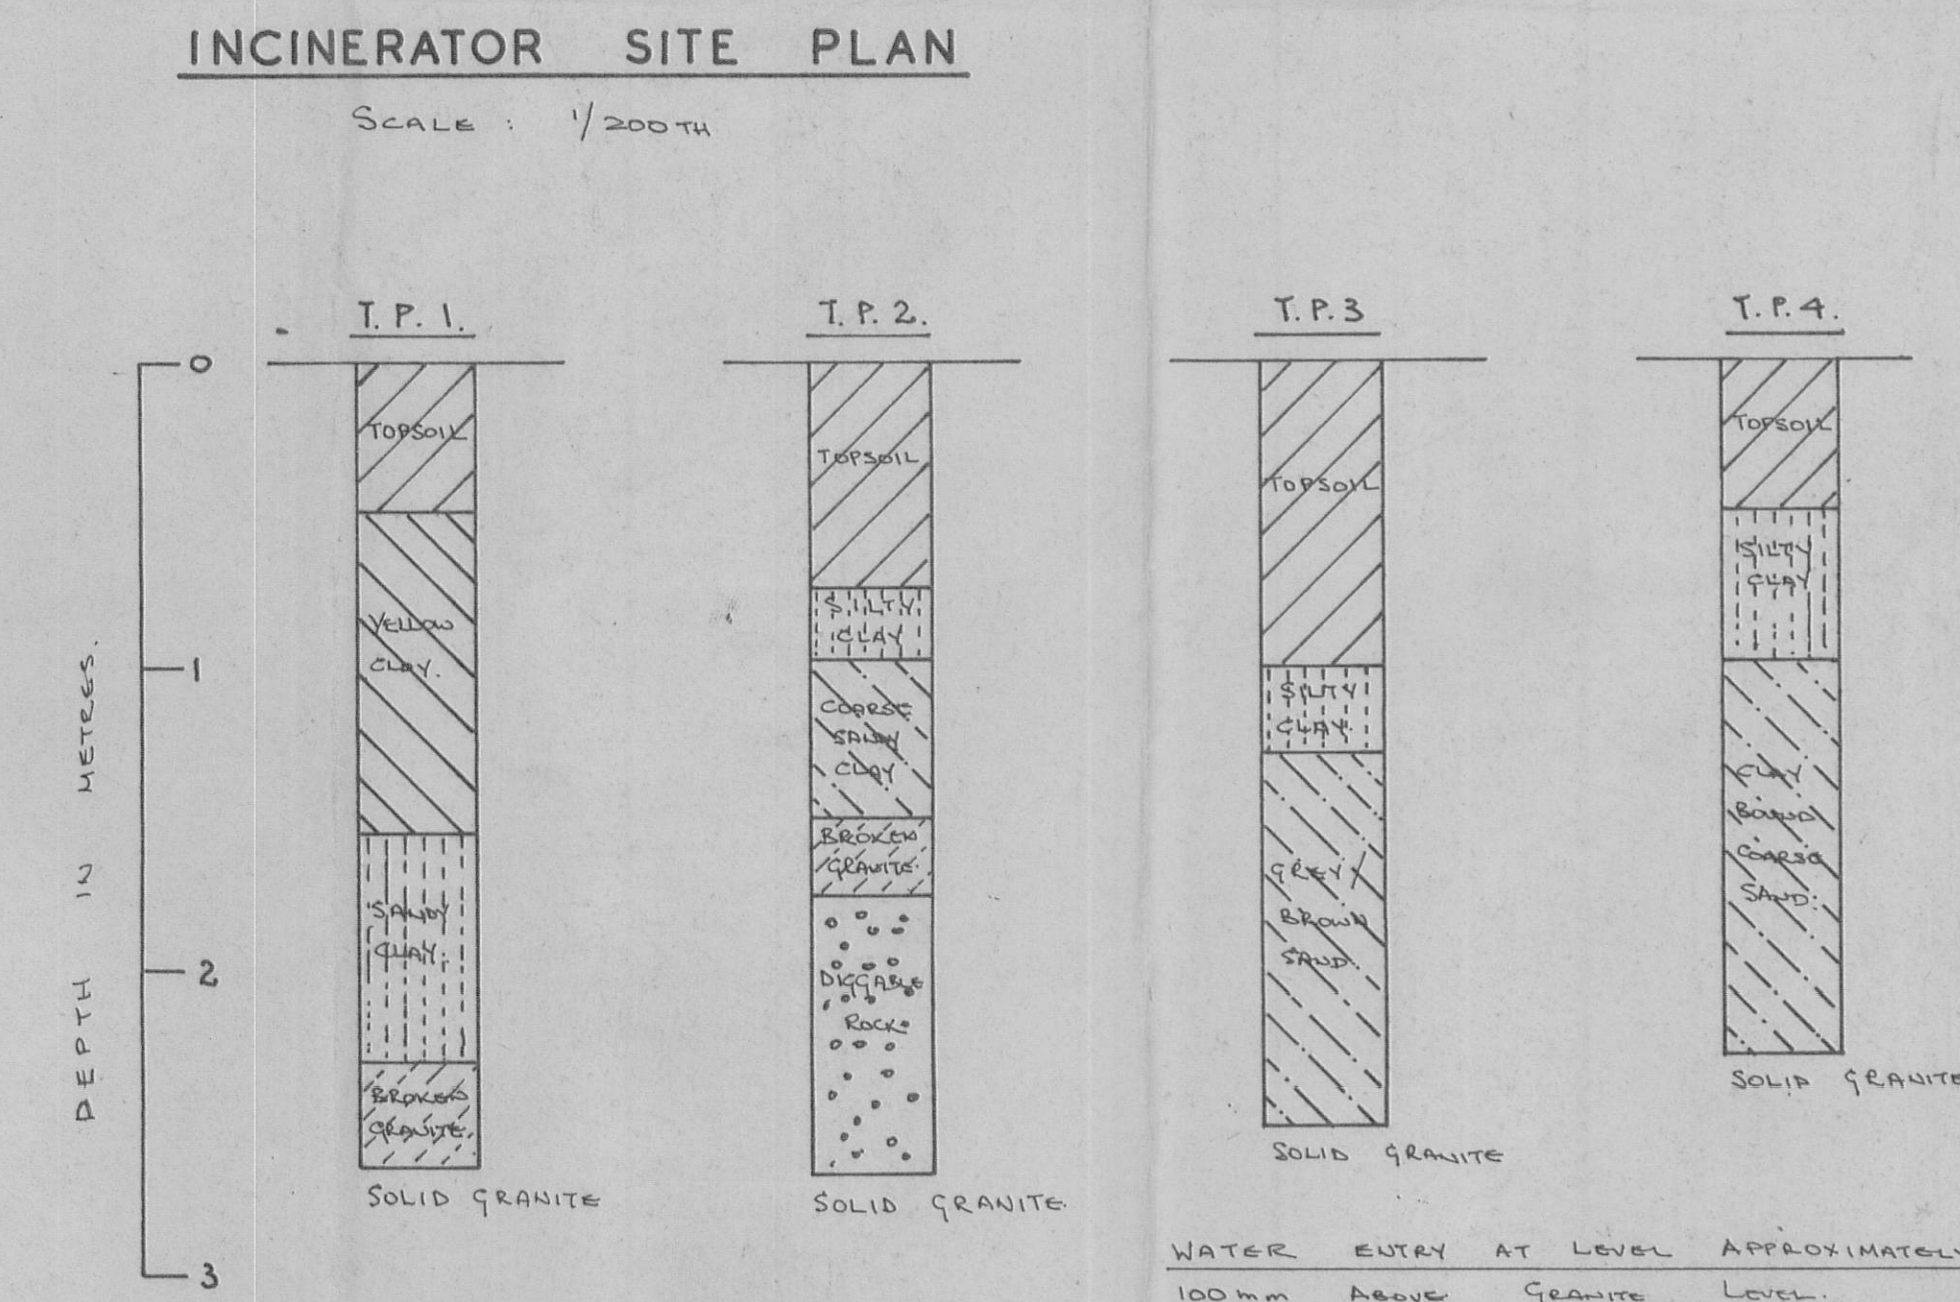 INCINERATOR SITE PLAN
SCALE : 1/200TH
T.P. 1.
T.P. 2.
T.P. 3
T.P. 4.
DEPTH IN METRES.
0
1
2
3
TOPSOIL
YELLOW
CLAY.
SANDY
CLAY.
BROKEN
GRANITE.
SOLID GRANITE
TOPSOIL
SILTY
CLAY
COARSE
SANDY
CLAY
BROKEN
GRANITE.
DIGGABLE
ROCK.
SOLID GRANITE.
TOPSOIL
SILTY
CLAY.
GREY/
BROWN
SAND.
SOLID GRANITE
TOPSOIL
SILTY
CLAY
CLAY
BOUND
COARSE
SAND.
SOLID GRANITE
WATER ENTRY AT LEVEL APPROXIMATELY
100mm ABOVE GRANITE LEVEL.